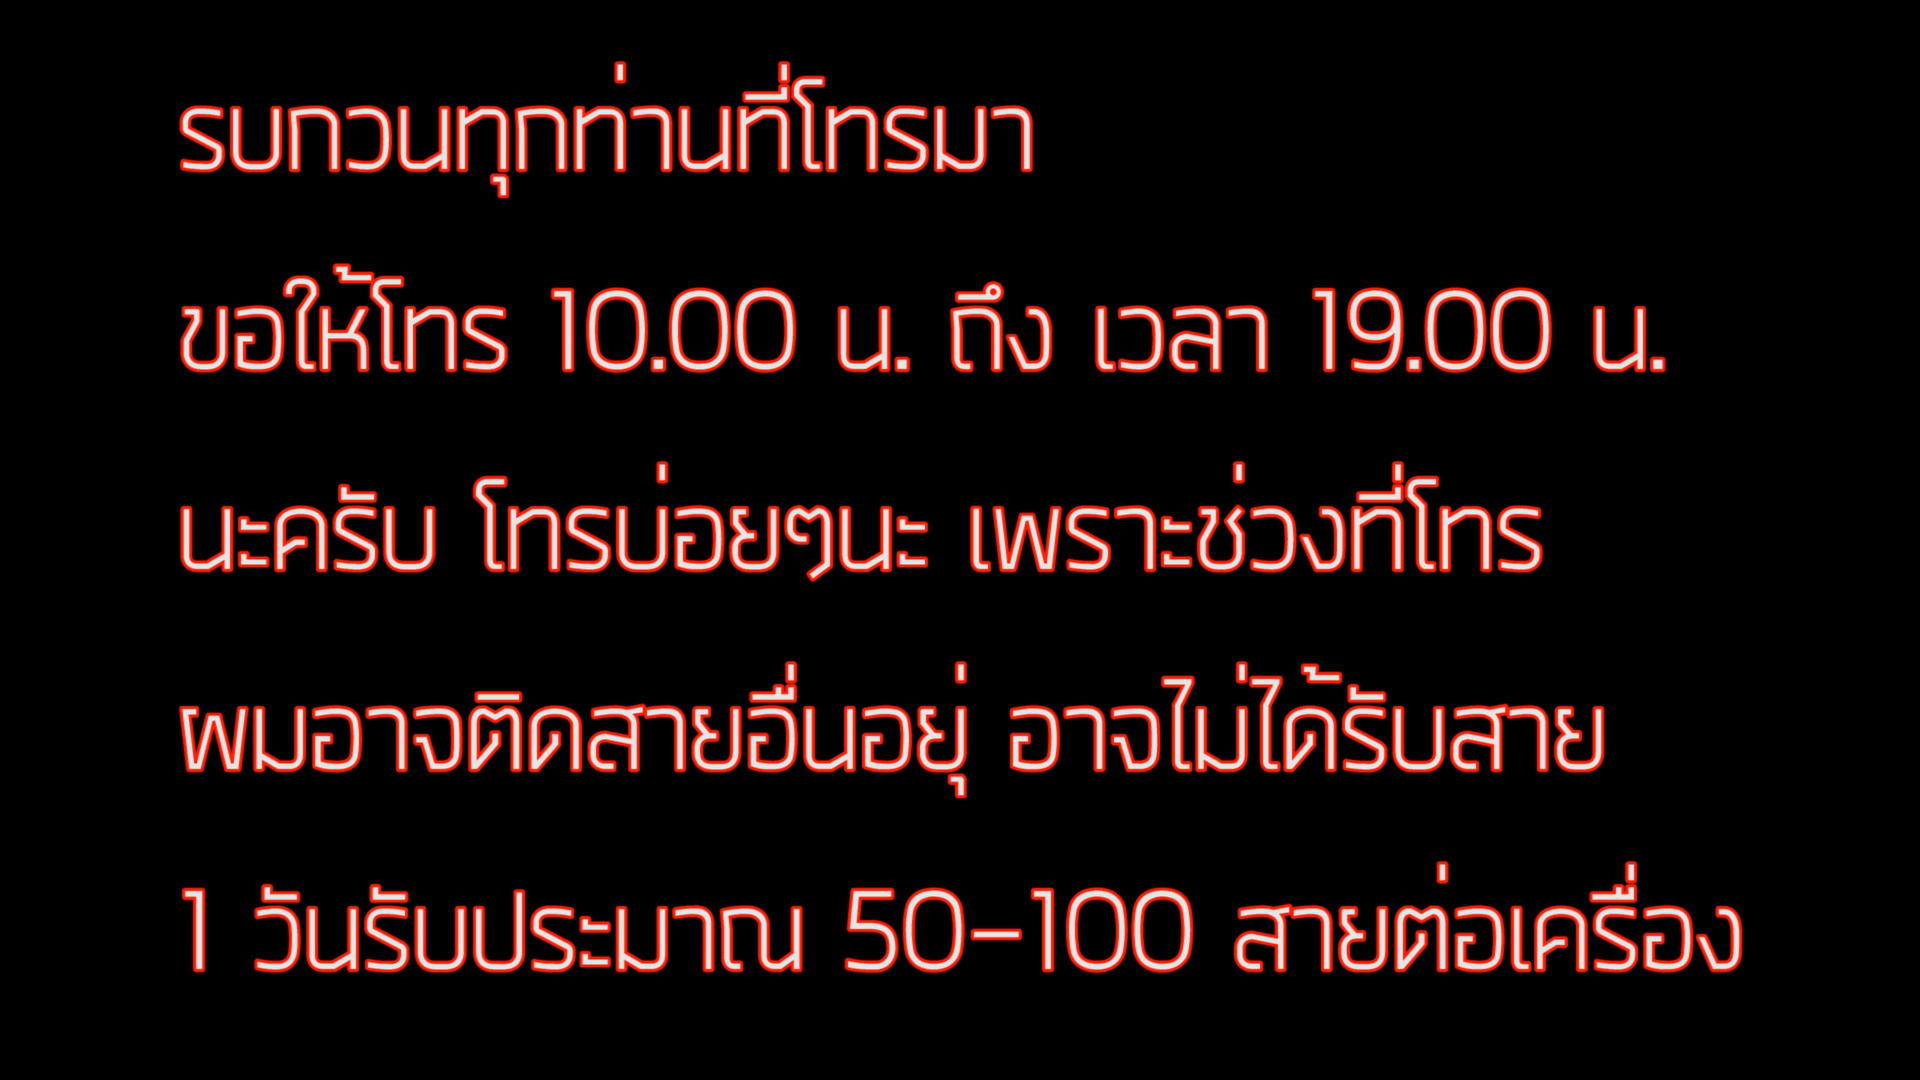 รบกวนทุกท่านที่โทรมา
ขอให้โทร 10.00 น. ถึง เวลา 19.00 น.
นะครับ โทรบ่อยๆนะ เพราะช่วงที่โทร
ผมอาจติดสายอื่นอยู่ อาจไม่ได้รับสาย
1 วันรับประมาณ 50-100 สายต่อเครื่อง